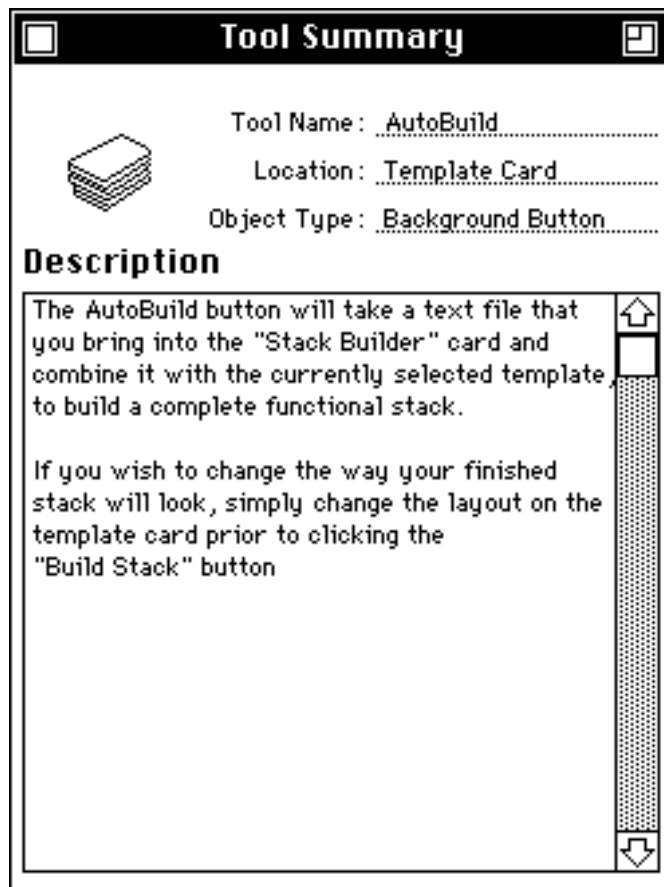 Tool Summary
Tool Name: AutoBuild
Location: Template Card
Object Type: Background Button
Description
The AutoBuild button will take a text file that
you bring into the "Stack Builder" card and
combine it with the currently selected template,
to build a complete functional stack.
If you wish to change the way your finished
stack will look, simply change the layout on the
template card prior to clicking the
"Build Stack" button